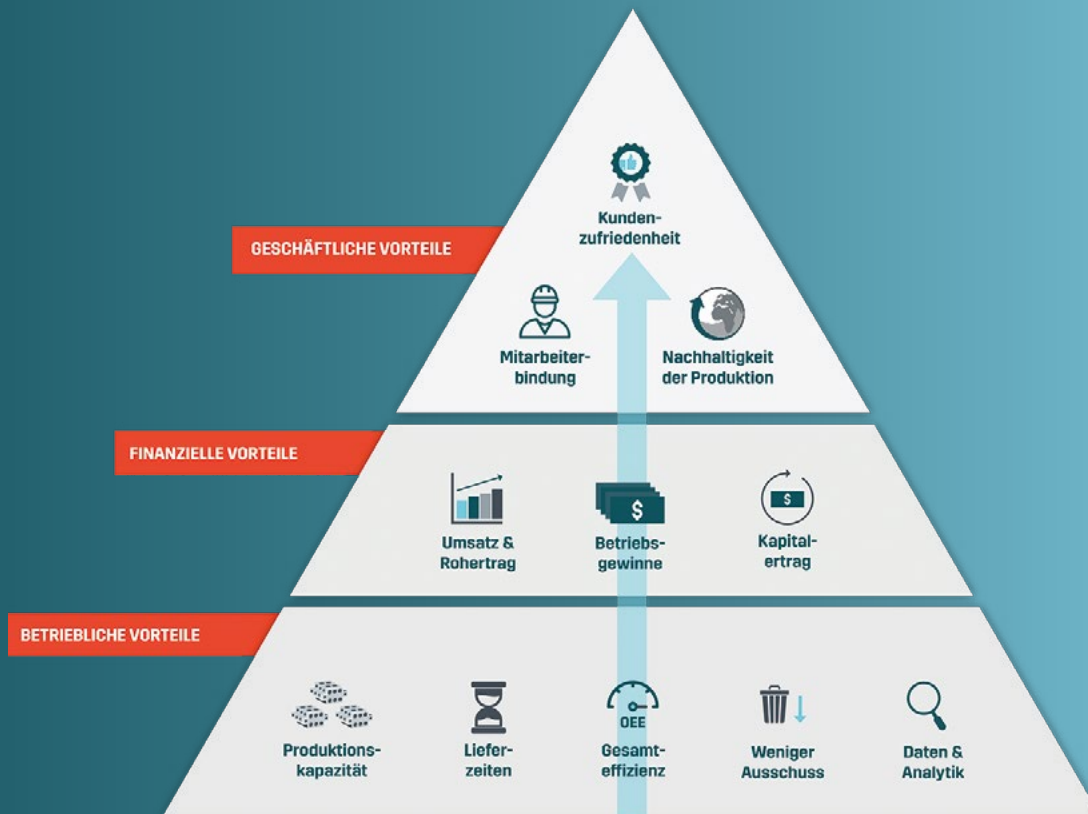 Kunden-
zufriedenheit
GESCHÄFTLICHE VORTEILE
Mitarbeiter-
bindung
Nachhaltigkeit
der Produktion
FINANZIELLE VORTEILE
$
$
Umsatz &
Rohertrag
Betriebs-
gewinne
Kapital-
ertrag
BETRIEBLICHE VORTEILE
OEE
Produktions-
kapazität
Liefer-
zeiten
Gesamt-
effizienz
Weniger
Ausschuss
Daten &
Analytik